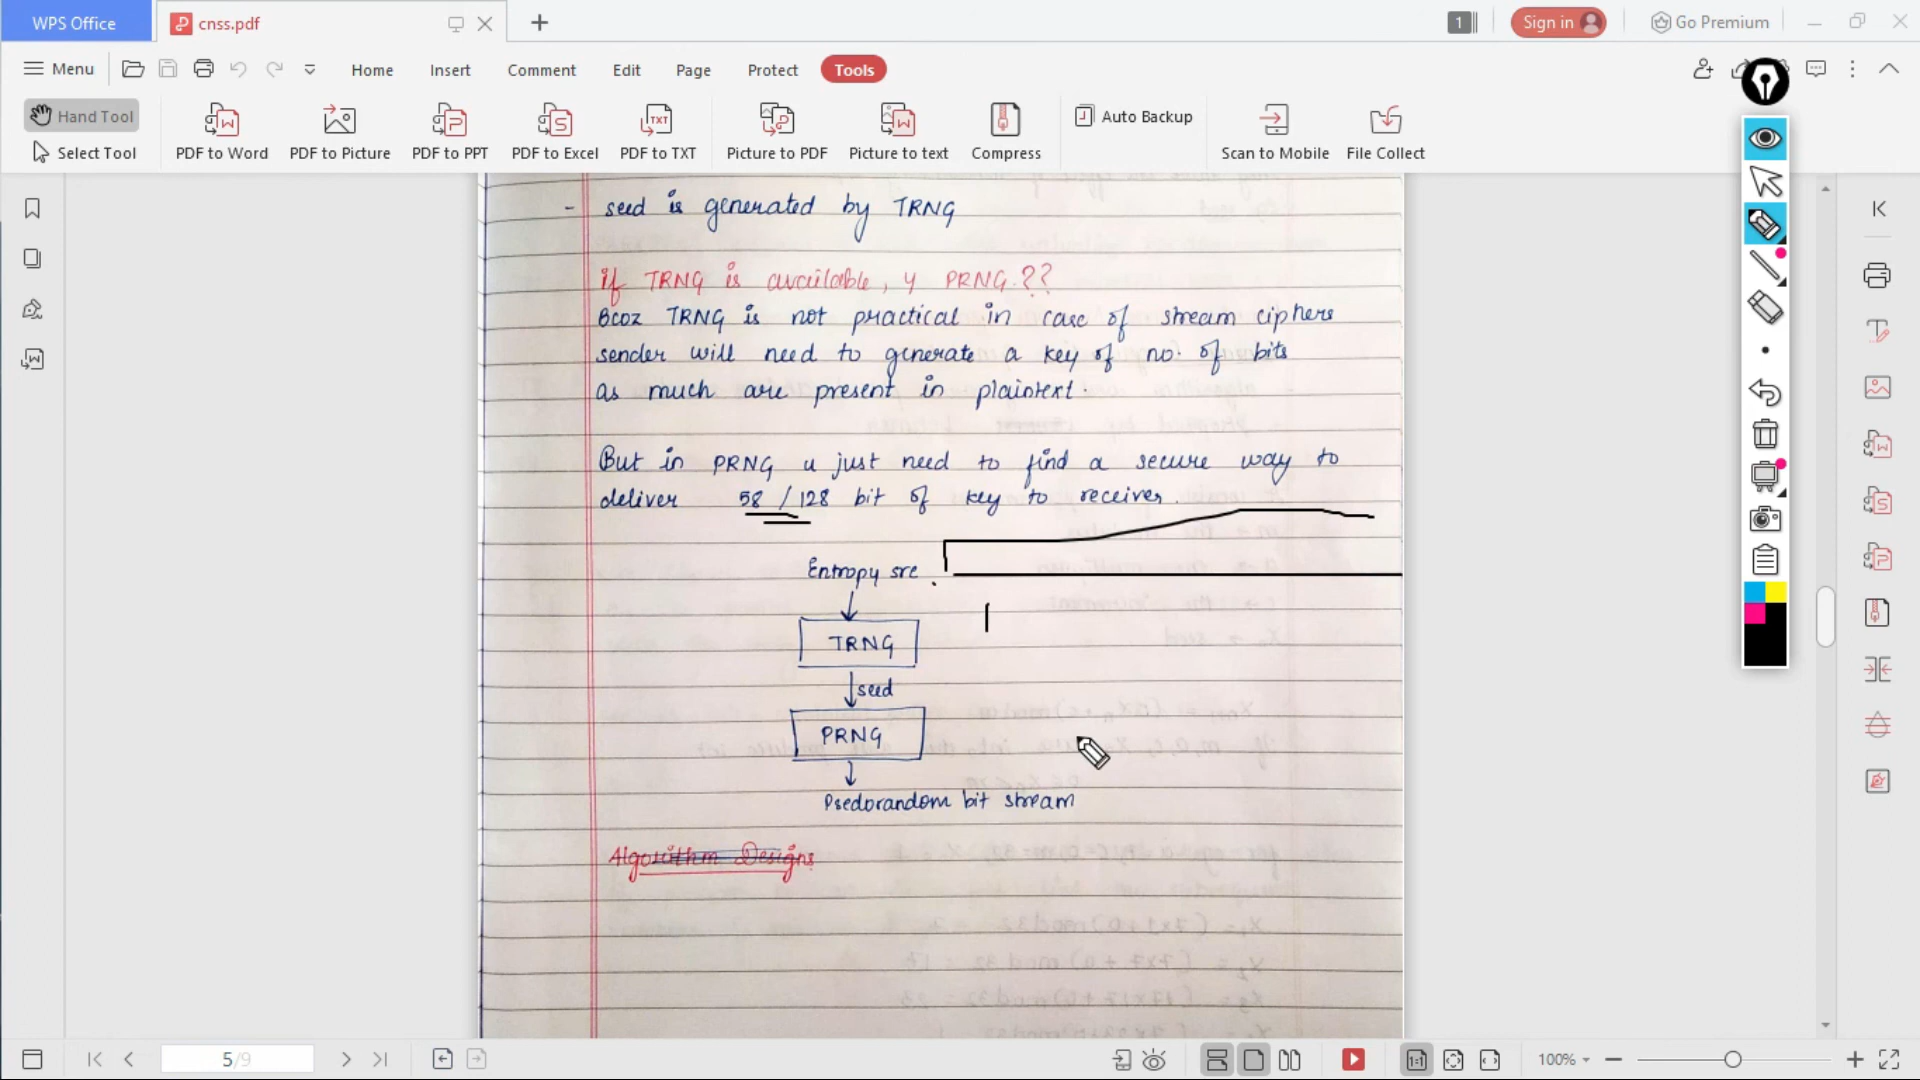 WPS Office
cnss.pdf
1
Sign in
Go Premium
Menu
Home
Insert
Comment
Edit
Page
Protect
Tools
Hand Tool
Select Tool
PDF to Word
PDF to Picture
PDF to PPT
PDF to Excel
PDF to TXT
Picture to PDF
Picture to text
Compress
Auto Backup
Scan to Mobile
File Collect
- seed is generated by TRNG
if TRNG is available, y PRNG.??
Bcoz TRNG is not practical in case of stream ciphers
sender will need to generate a key of no. of bits
as much are present in plaintext.
But in PRNG u just need to find a secure way to
deliver 58 / 128 bit of key to receiver.
Entropy src
TRNG
seed
PRNG
Psedorandom bit stream
Algorithm Designs
5/9
1:1
100%